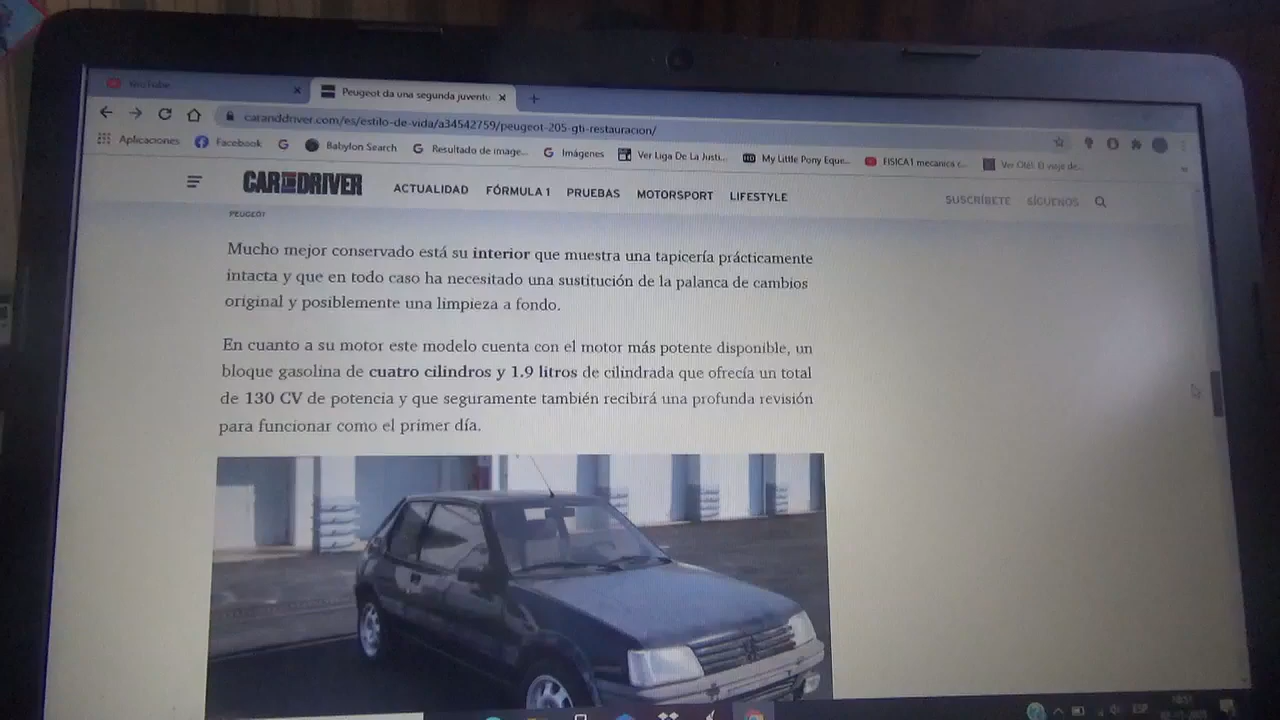 YouTube
Peugeot da una segunda juventu
caranddriver.com/es/estilo-de-vida/a34542759/peugeot-205-gti-restauracion/
Aplicaciones Facebook Babylon Search Resultado de image... Imágenes Ver Liga De La Justi... My Little Pony Eque... FISICA1 mecanica c... Ver
CAR AND DRIVER ACTUALIDAD FÓRMULA 1 PRUEBAS MOTORSPORT LIFESTYLE SUSCRÍBETE SÍGUENOS
PEUGEOT
Mucho mejor conservado está su interior que muestra una tapicería prácticamente
intacta y que en todo caso ha necesitado una sustitución de la palanca de cambios
original y posiblemente una limpieza a fondo.
En cuanto a su motor este modelo cuenta con el motor más potente disponible, un
bloque gasolina de cuatro cilindros y 1.9 litros de cilindrada que ofrecía un total
de 130 CV de potencia y que seguramente también recibirá una profunda revisión
para funcionar como el primer día.
ESP